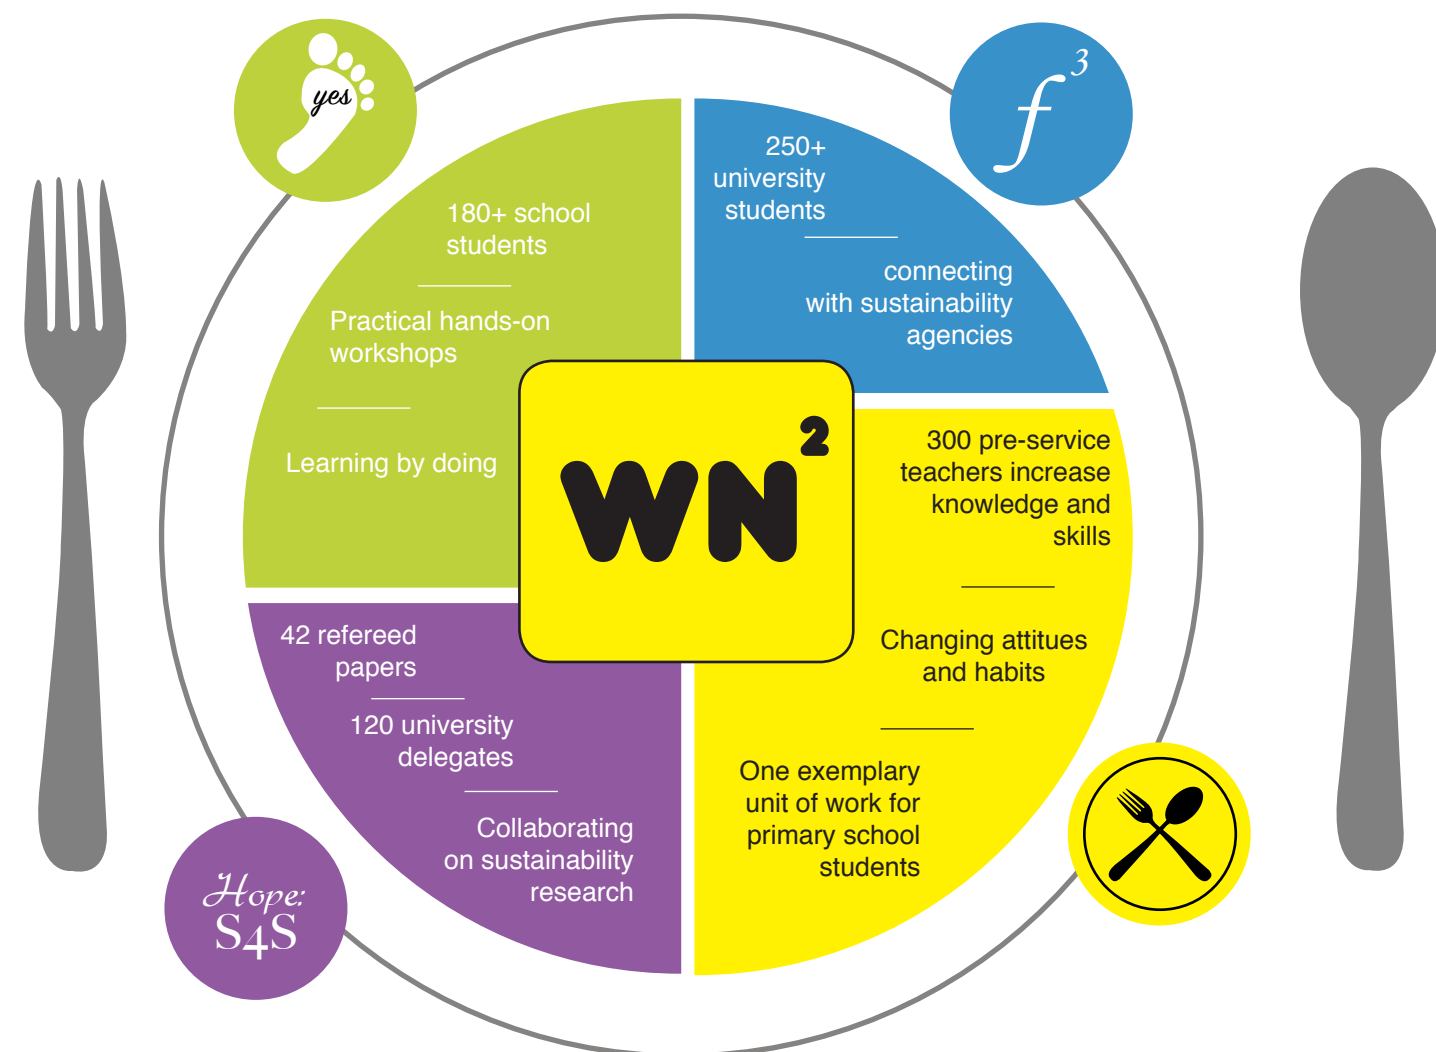 yes
f 3
180+ school
students
Practical hands-on
workshops
Learning by doing
250+
university
students
connecting
with sustainability
agencies
WN2
300 pre-service
teachers increase
knowledge and
skills
Changing attitues
and habits
One exemplary
unit of work for
primary school
students
42 refereed
papers
120 university
delegates
Collaborating
on sustainability
research
Hope:
S4S